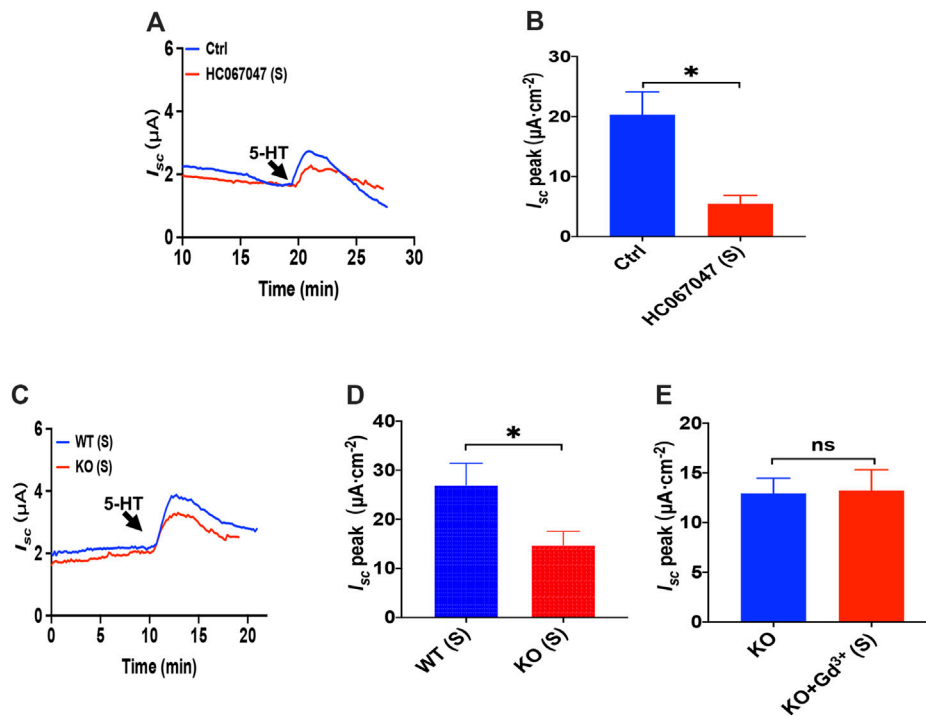 A
Ctrl
HC067047 (S)
Isc (μA)
6
4
2
0
5-HT
10 15 20 25 30
Time (min)
B
Isc peak (μA·cm-2)
30
20
10
0
*
Ctrl
HC067047 (S)
C
WT (S)
KO (S)
Isc (μA)
6
4
2
0
5-HT
0 5 10 15 20
Time (min)
D
Isc peak (μA·cm-2)
40
30
20
10
0
*
WT (S)
KO (S)
E
Isc peak (μA·cm-2)
20
15
10
5
0
ns
KO
KO+Gd3+ (S)